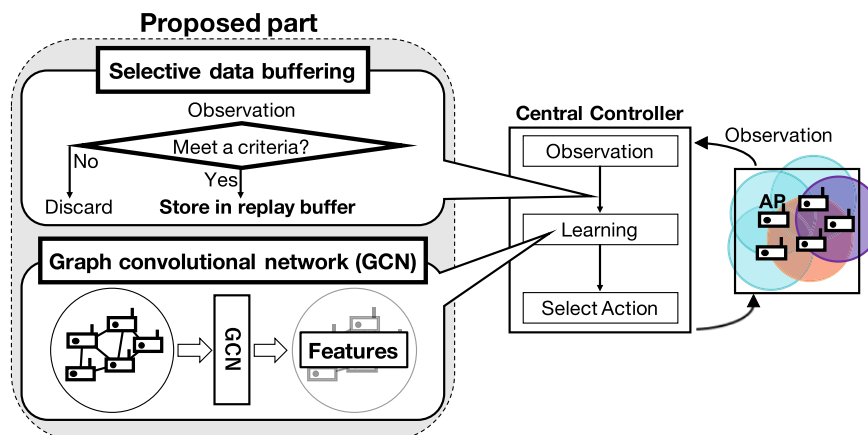 Proposed part
Selective data buffering
Observation
Meet a criteria?
No
Yes
Discard
Store in replay buffer
Graph convolutional network (GCN)
GCN
Features
Central Controller
Observation
Learning
Select Action
Observation
AP